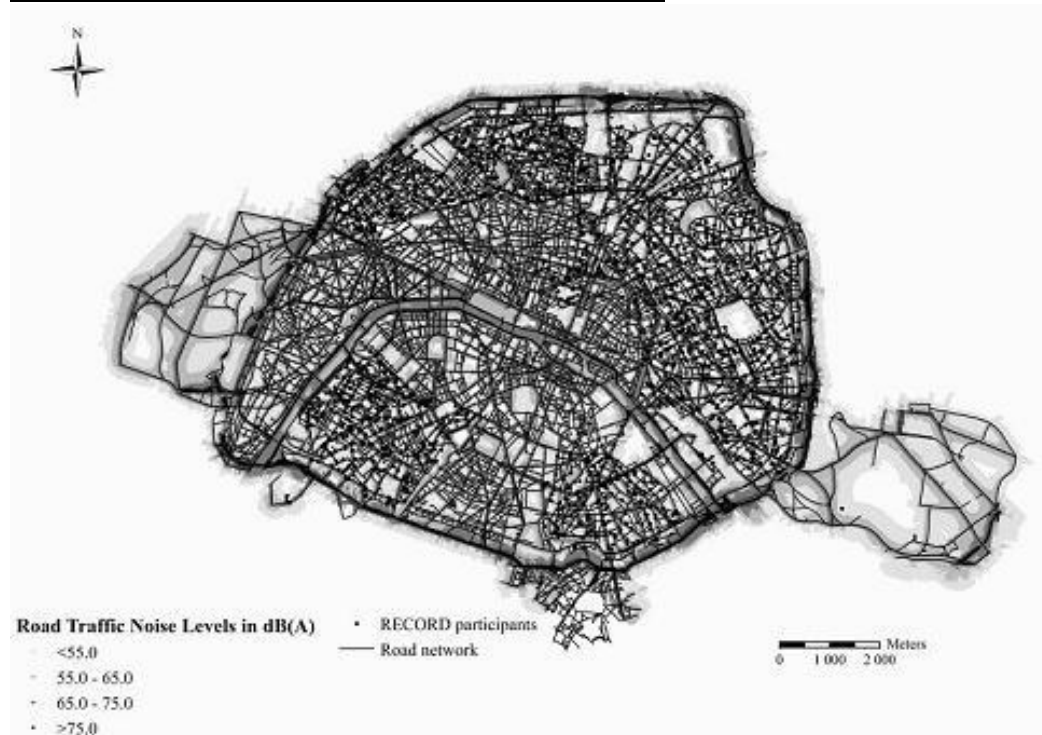 N
Road Traffic Noise Levels in dB(A)
<55.0
55.0 - 65.0
65.0 - 75.0
>75.0
RECORD participants
Road network
Meters
0 1 000 2 000